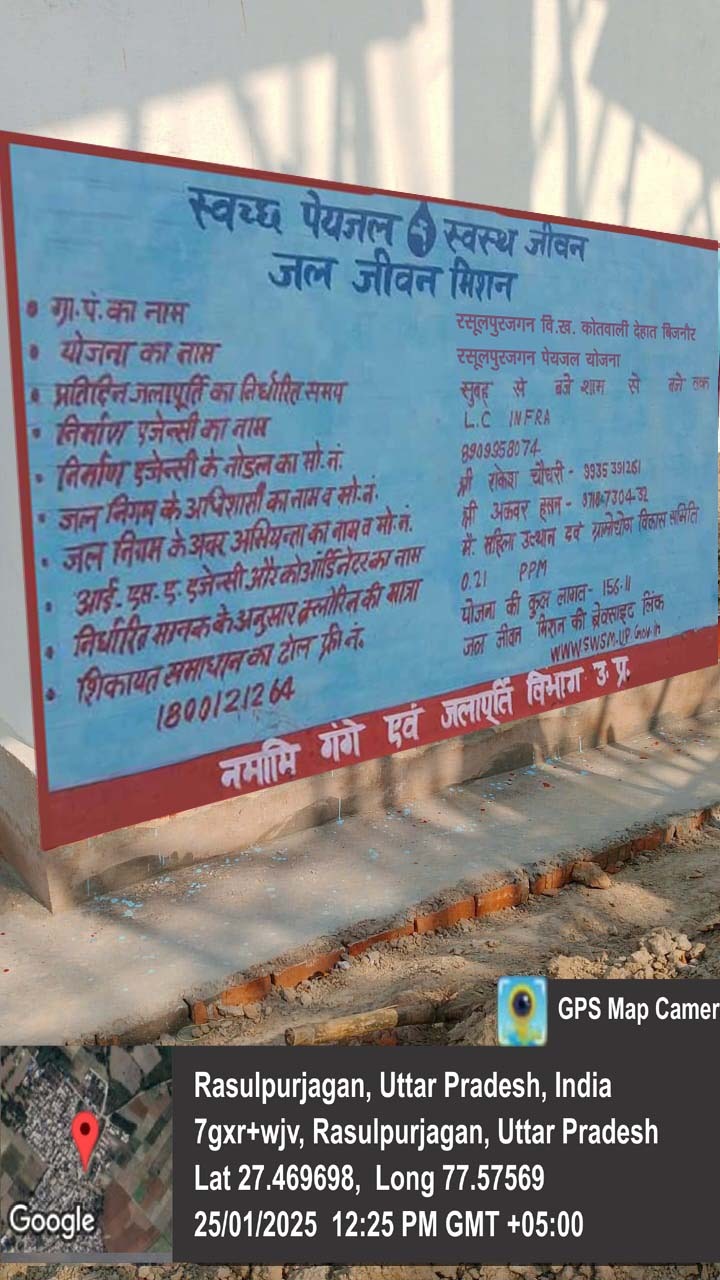 स्वच्छ पेयजल स्वस्थ जीवन
जल जीवन मिशन
• ग्रा.पं.का नाम
रसूलपुरजगन वि.ख. कोतवाली देहात बिजनौर
• योजना का नाम
रसूलपुरजगन पेयजल योजना
• प्रतिदिन जलापूर्ति का निर्धारित समय
सुबह से बजे शाम से बजे तक
• निर्माण एजेन्सी का नाम
L.C INFRA
• निर्माण एजेन्सी के नोडल का मो.नं.
8909958074
• जल निगम के अधिशासी का नाम व मो.नं.
श्री राकेश चौधरी - 9935391261
• जल निगम के अवर अभियन्ता का नाम व मो.नं.
श्री अकबर हसन - 9718-7304-32
• आई-एस-ए-एजेन्सी और कोऑर्डिनेटर का नाम
मै. महिला उत्थान एवं ग्रामोद्योग विकास समिति
• निर्धारित मानक के अनुसार क्लोरिन की मात्रा
0.21 PPM
• शिकायत समाधान का टोल फ्री नं.
1800121264
योजना की कुल लागत - 156.11
जल जीवन मिशन की लिंक
www.swsm.up.Gov.in
नमामि गंगे एवं जलापूर्ति विभाग उ.प्र.
GPS Map Camer
Rasulpurjagan, Uttar Pradesh, India
7gxr+wjv, Rasulpurjagan, Uttar Pradesh
Lat 27.469698, Long 77.57569
25/01/2025 12:25 PM GMT +05:00
Google